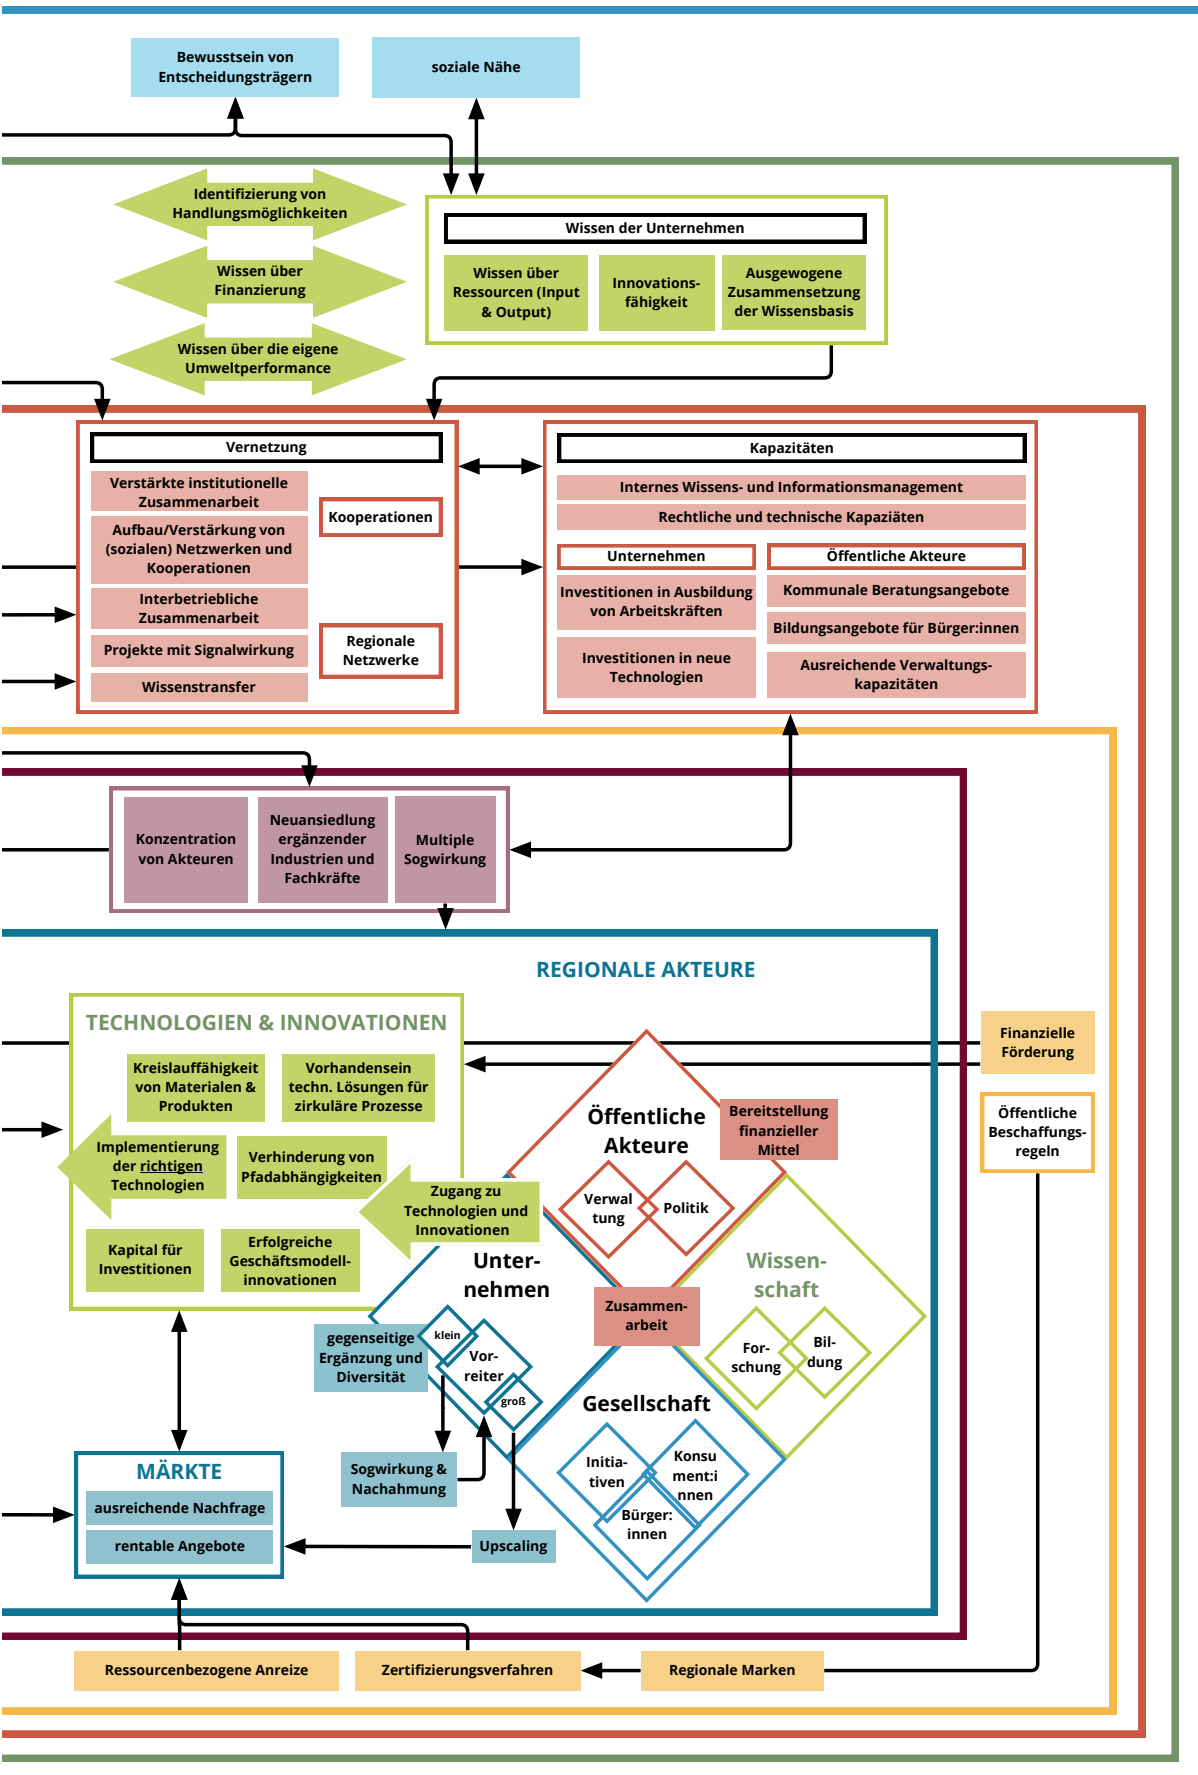 Bewusstsein von
Entscheidungsträgern
soziale Nähe
Identifizierung von
Handlungsmöglichkeiten
Wissen über
Finanzierung
Wissen über die eigene
Umweltperformance
Wissen der Unternehmen
Wissen über
Ressourcen (Input
& Output)
Innovations-
fähigkeit
Ausgewogene
Zusammensetzung
der Wissensbasis
Vernetzung
Verstärkte institutionelle
Zusammenarbeit
Aufbau/Verstärkung von
(sozialen) Netzwerken und
Kooperationen
Interbetriebliche
Zusammenarbeit
Projekte mit Signalwirkung
Wissenstransfer
Kooperationen
Regionale
Netzwerke
Kapazitäten
Internes Wissens- und Informationsmanagement
Rechtliche und technische Kapaziäten
Unternehmen
Investitionen in Ausbildung
von Arbeitskräften
Investitionen in neue
Technologien
Öffentliche Akteure
Kommunale Beratungsangebote
Bildungsangebote für Bürger:innen
Ausreichende Verwaltungs-
kapazitäten
Konzentration
von Akteuren
Neuansiedlung
ergänzender
Industrien und
Fachkräfte
Multiple
Sogwirkung
REGIONALE AKTEURE
TECHNOLOGIEN & INNOVATIONEN
Kreislauffähigkeit
von Materialen &
Produkten
Vorhandensein
techn. Lösungen für
zirkuläre Prozesse
Implementierung
der richtigen
Technologien
Verhinderung von
Pfadabhängigkeiten
Zugang zu
Technologien und
Innovationen
Kapital für
Investitionen
Erfolgreiche
Geschäftsmodell-
innovationen
Finanzielle
Förderung
Öffentliche
Beschaffungs-
regeln
Öffentliche
Akteure
Bereitstellung
finanzieller
Mittel
Verwal
tung
Politik
Unter-
nehmen
Wissen-
schaft
Zusammen-
arbeit
klein
Vor-
reiter
groß
gegenseitige
Ergänzung und
Diversität
For-
schung
Bil-
dung
Gesellschaft
Initia-
tiven
Konsu
ment:i
nnen
Bürger:
innen
Sogwirkung &
Nachahmung
Upscaling
MÄRKTE
ausreichende Nachfrage
rentable Angebote
Ressourcenbezogene Anreize
Zertifizierungsverfahren
Regionale Marken